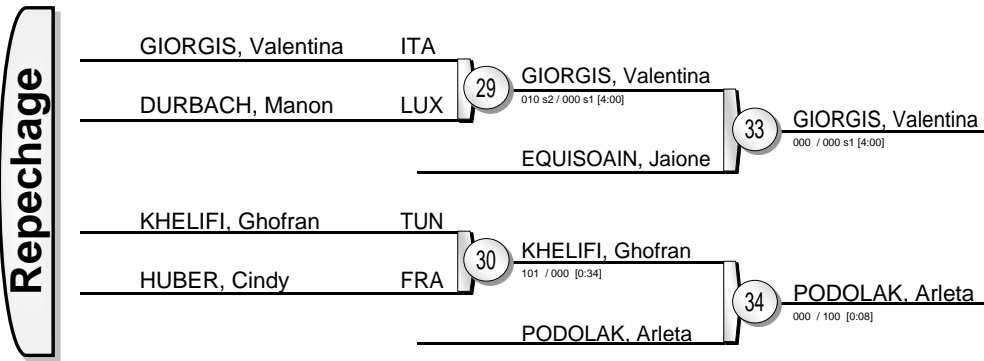 Repechage
GIORGIS, Valentina ITA
DURBACH, Manon LUX
29
GIORGIS, Valentina
010 s2 / 000 s1 [4:00]
EQUISOAIN, Jaione
33
GIORGIS, Valentina
000 / 000 s1 [4:00]
KHELIFI, Ghofran TUN
HUBER, Cindy FRA
30
KHELIFI, Ghofran
101 / 000 [0:34]
PODOLAK, Arleta
34
PODOLAK, Arleta
000 / 100 [0:08]